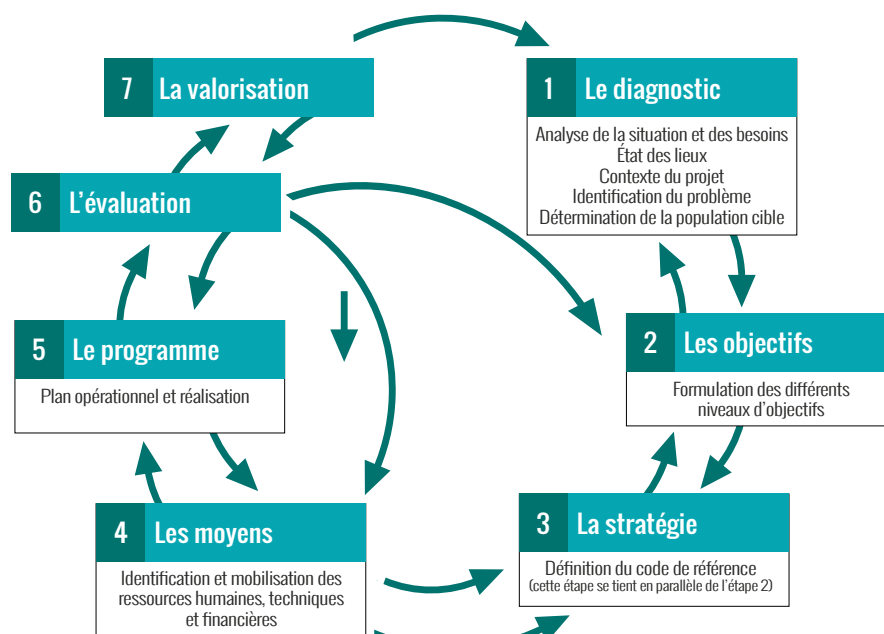 7 La valorisation
1 Le diagnostic
Analyse de la situation et des besoins
État des lieux
Contexte du projet
Identification du problème
Détermination de la population cible
6 L'évaluation
5 Le programme
Plan opérationnel et réalisation
2 Les objectifs
Formulation des différents
niveaux d'objectifs
4 Les moyens
Identification et mobilisation des
ressources humaines, techniques
et financières
3 La stratégie
Définition du code de référence
(cette étape se tient en parallèle de l'étape 2)